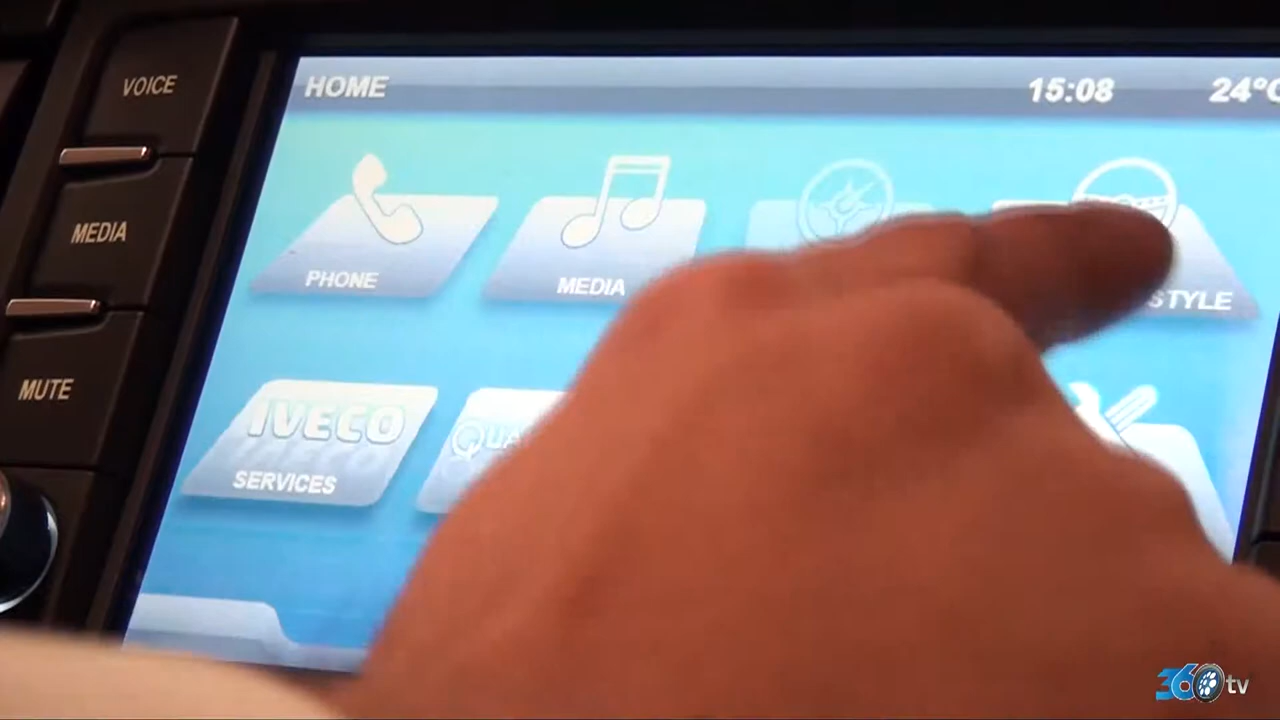 VOICE
HOME 15:08 24°C
MEDIA
PHONE
MEDIA
STYLE
MUTE
IVECO
SERVICES
360tv